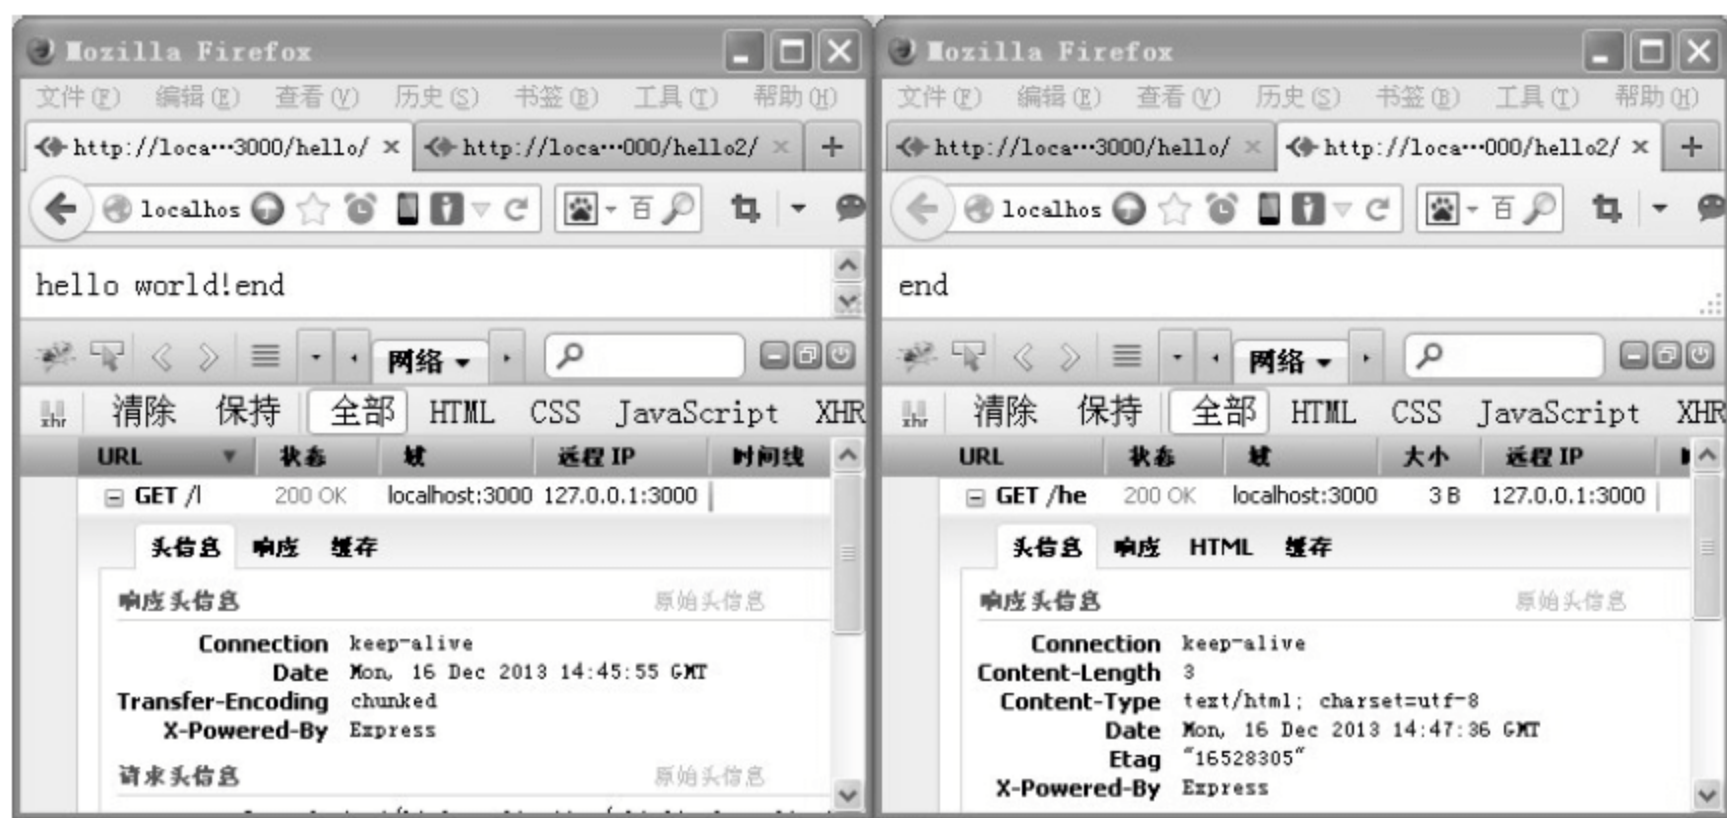 Mozilla Firefox
文件(F) 编辑(E) 查看(V) 历史(S) 书签(B) 工具(T) 帮助(H)
http://loca…3000/hello/ × http://loca…000/hello2/ × +
localhos 百
hello world!end
网络
清除 保持 全部 HTML CSS JavaScript XHR
URL 状态 域 远程 IP 时间线
GET /l 200 OK localhost:3000 127.0.0.1:3000
头信息 响应 缓存
响应头信息 原始头信息
Connection keep-alive
Date Mon, 16 Dec 2013 14:45:55 GMT
Transfer-Encoding chunked
X-Powered-By Express
请求头信息 原始头信息
Mozilla Firefox
文件(F) 编辑(E) 查看(V) 历史(S) 书签(B) 工具(T) 帮助(H)
http://loca…3000/hello/ × http://loca…000/hello2/ × +
localhos 百
end
网络
xhr 清除 保持 全部 HTML CSS JavaScript XHR
URL 状态 域 大小 远程 IP
GET /he 200 OK localhost:3000 3 B 127.0.0.1:3000
头信息 响应 HTML 缓存
响应头信息 原始头信息
Connection keep-alive
Content-Length 3
Content-Type text/html; charset=utf-8
Date Mon, 16 Dec 2013 14:47:36 GMT
Etag "16528305"
X-Powered-By Express